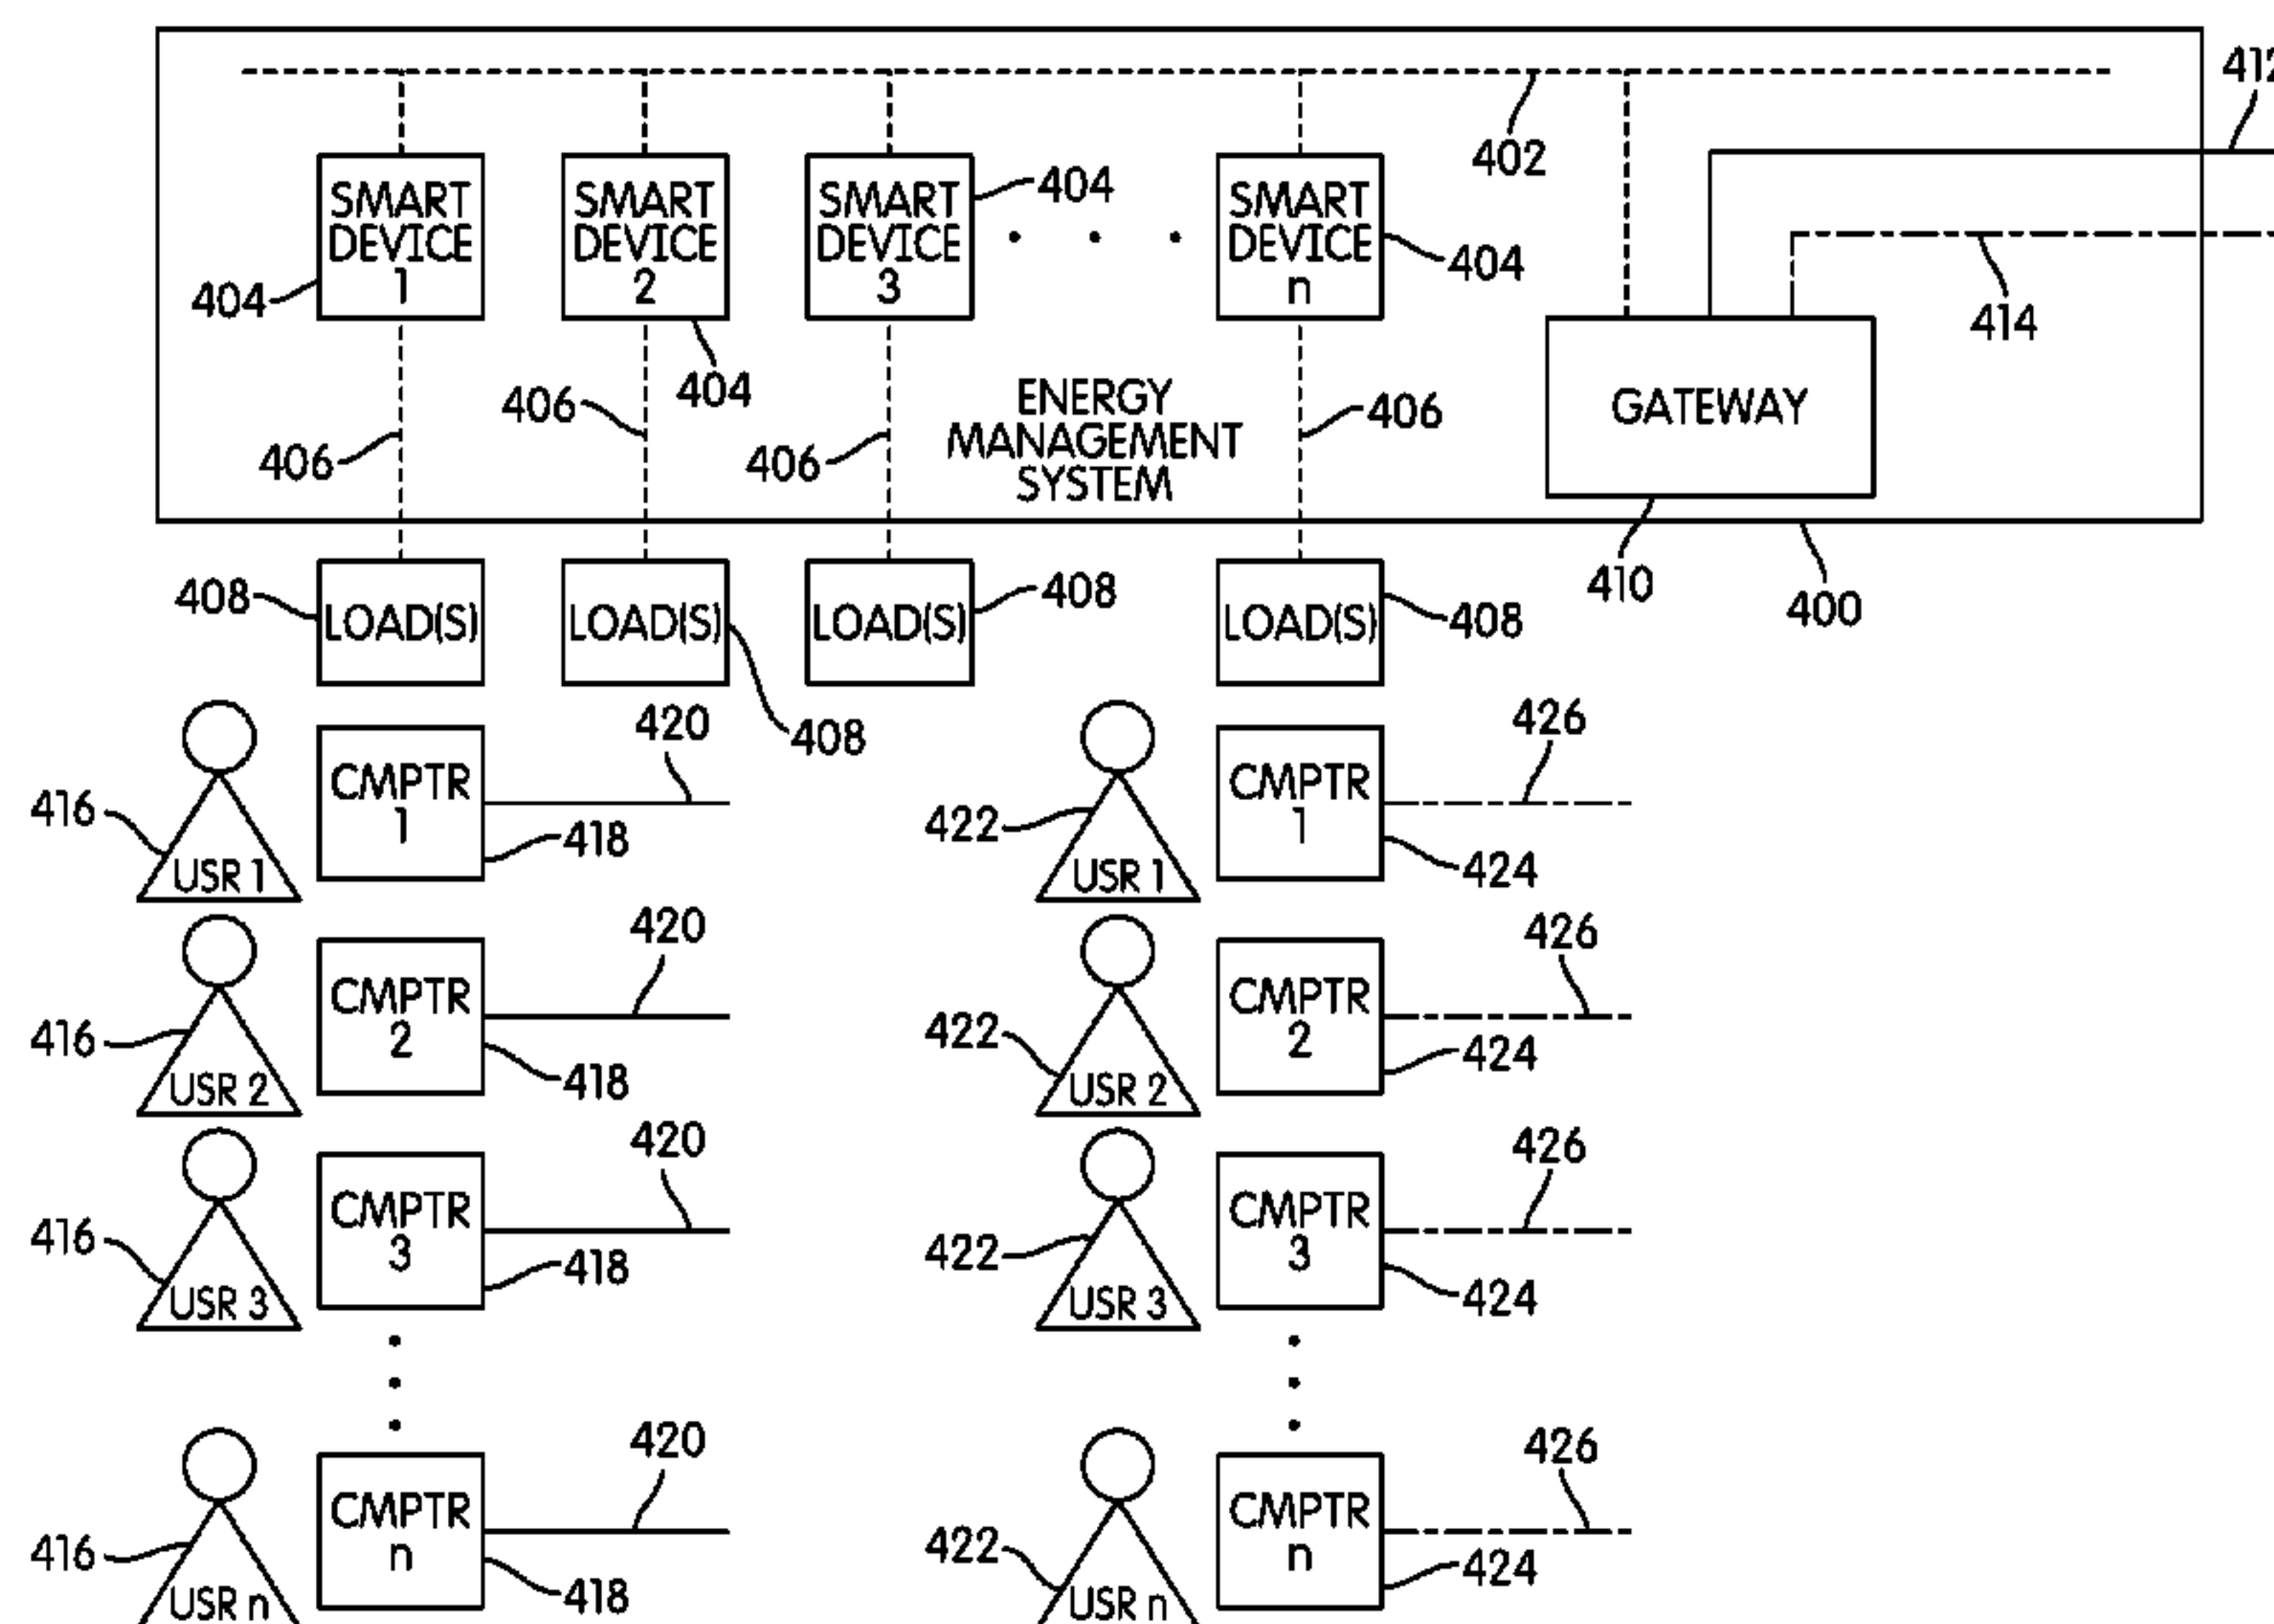 412
402
SMART DEVICE 1
SMART DEVICE 2
SMART DEVICE 3
SMART DEVICE n
404
404
404
404
414
406
406
406
406
ENERGY
MANAGEMENT
SYSTEM
GATEWAY
410
400
408
LOAD(S)
LOAD(S)
408
LOAD(S)
408
LOAD(S)
408
416
USR 1
CMPTR 1
418
420
422
USR 1
CMPTR 1
424
426
416
USR 2
CMPTR 2
418
420
422
USR 2
CMPTR 2
424
426
416
USR 3
CMPTR 3
418
420
422
USR 3
CMPTR 3
424
426
416
USR n
CMPTR n
418
420
422
USR n
CMPTR n
424
426